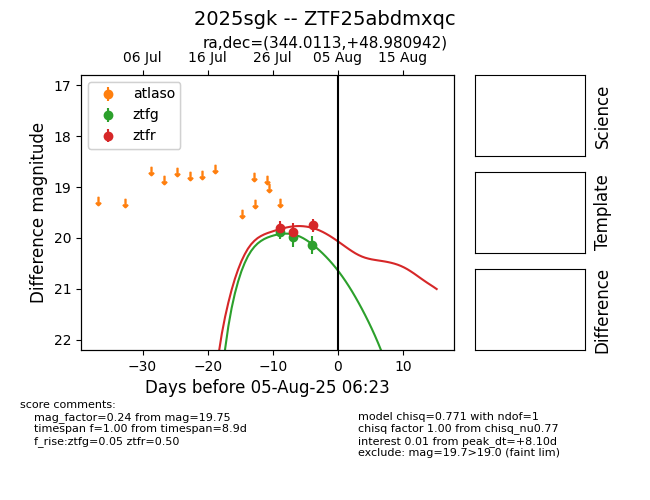 2025sgk -- ZTF25abdmxqc
ra,dec=(344.0113,+48.980942)
06 Jul 16 Jul 26 Jul 05 Aug 15 Aug
17
18
19
20
21
22
Difference magnitude
atlaso
ztfg
ztfr
−30 −20 −10 0 10
Days before 05-Aug-25 06:23
Science
Template
Difference
score comments:
mag_factor=0.24 from mag=19.75
timespan f=1.00 from timespan=8.9d
f_rise:ztfg=0.05 ztfr=0.50
model chisq=0.771 with ndof=1
chisq factor 1.00 from chisq_nu0.77
interest 0.01 from peak_dt=+8.10d
exclude: mag=19.7>19.0 (faint lim)